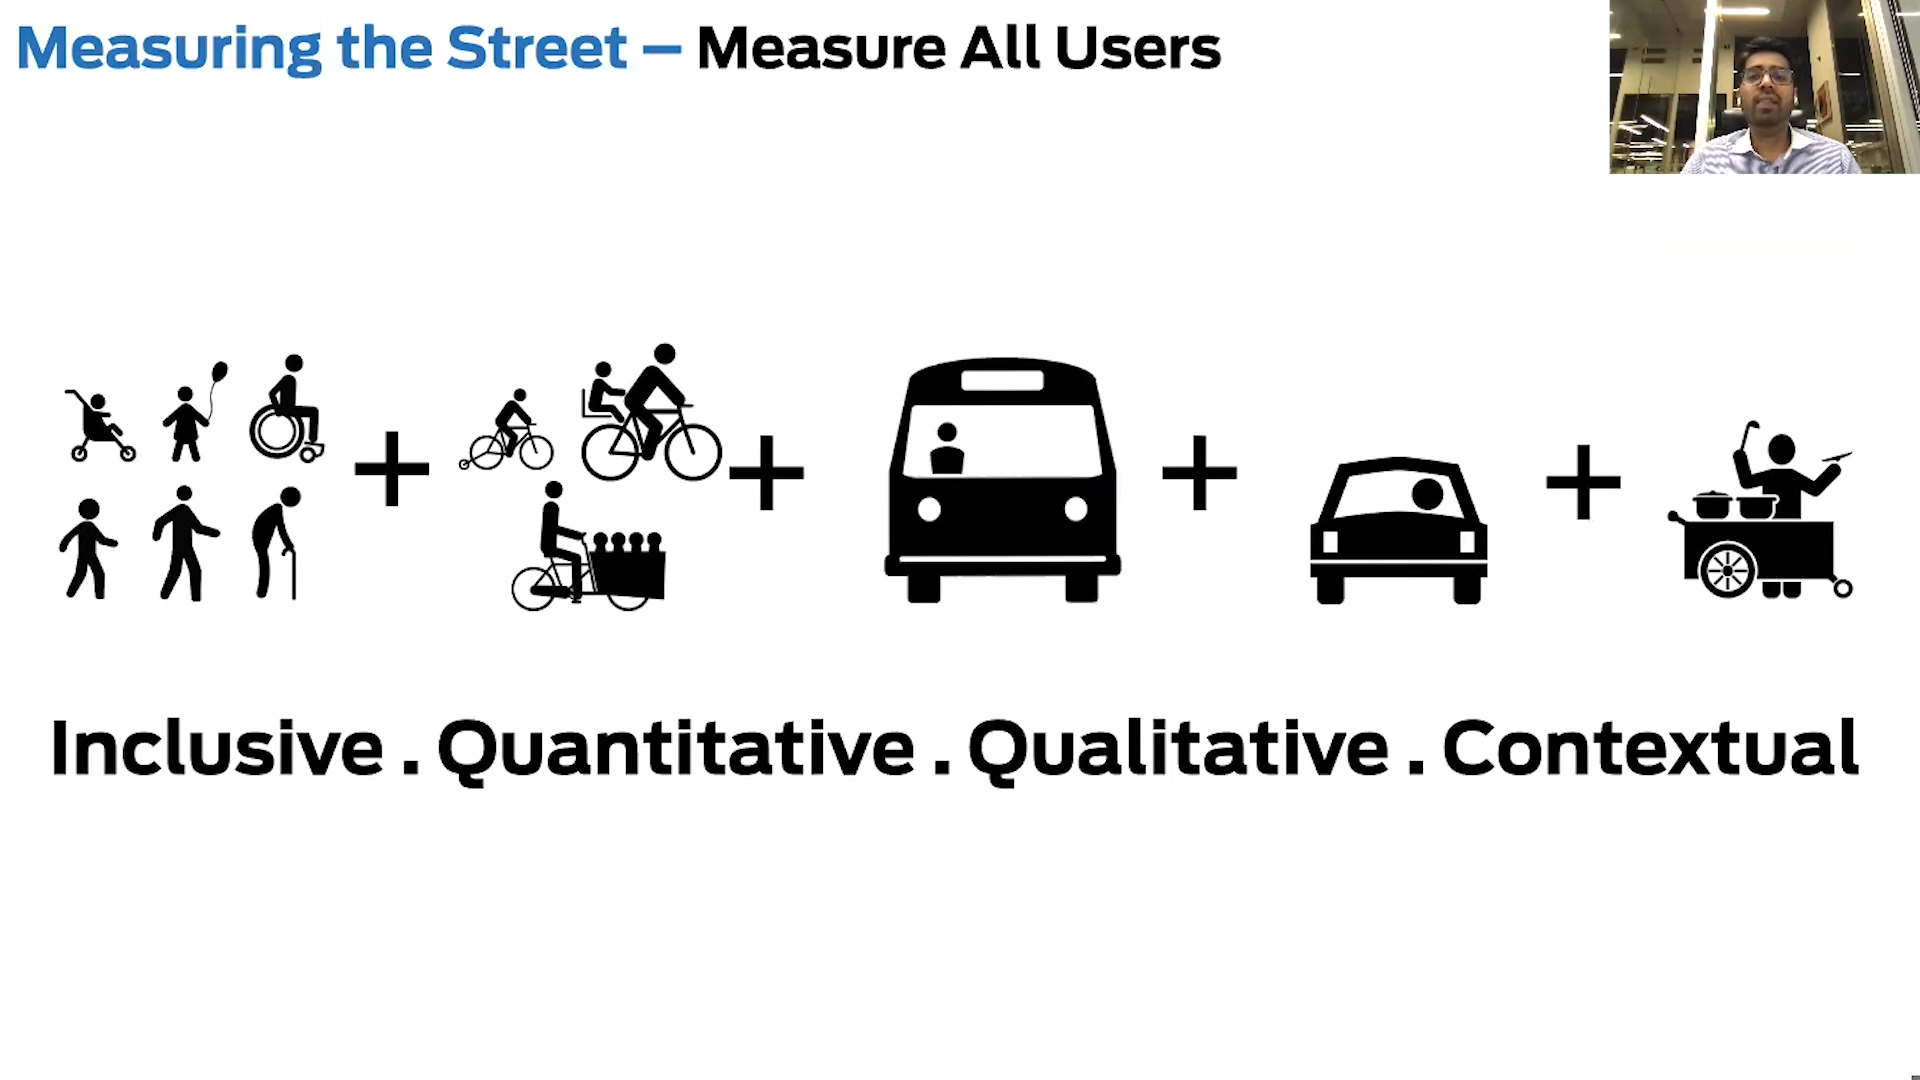 Measuring the Street – Measure All Users
Inclusive . Quantitative . Qualitative . Contextual